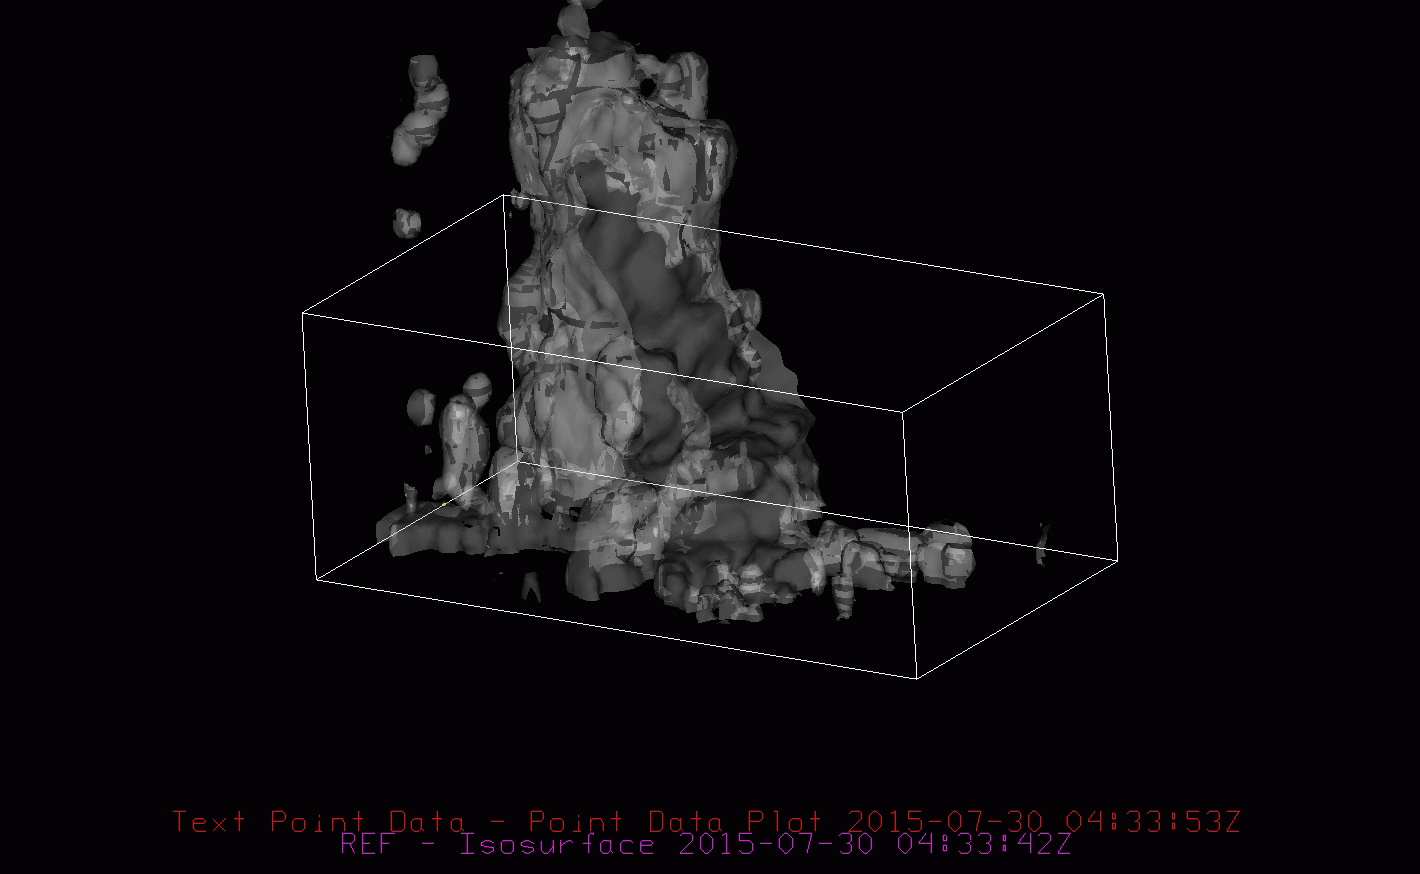 Text Point Data - Point Data Plot 2015-07-30 04:33:53Z
REF - Isosurface 2015-07-30 04:33:42Z